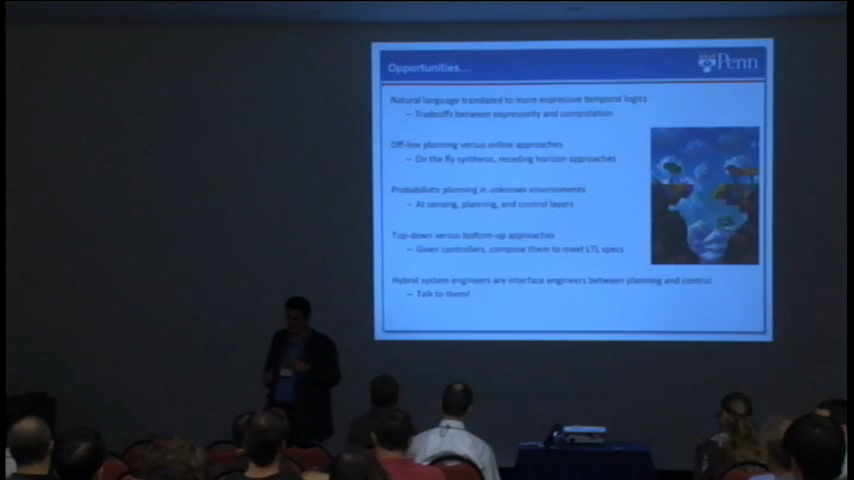 Opportunities...
Penn
Natural language translated to more expressive temporal logics
– Tradeoffs between expressivity and computation
Off-line planning versus online approaches
– On the fly synthesis, receding horizon approaches
Probabilistic planning in unknown environments
– At sensing, planning, and control layers
Top-down versus bottom-up approaches
– Given controllers, compose them to meet LTL specs
Hybrid system engineers are interface engineers between planning and control
– Talk to them!